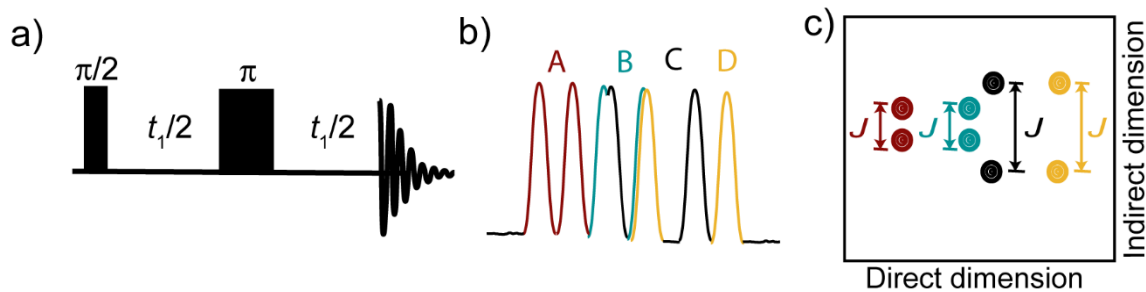 a)
π/2
π
t₁/2
t₁/2
b)
A
B
C
D
c)
J
J
J
J
Direct dimension
Indirect dimension